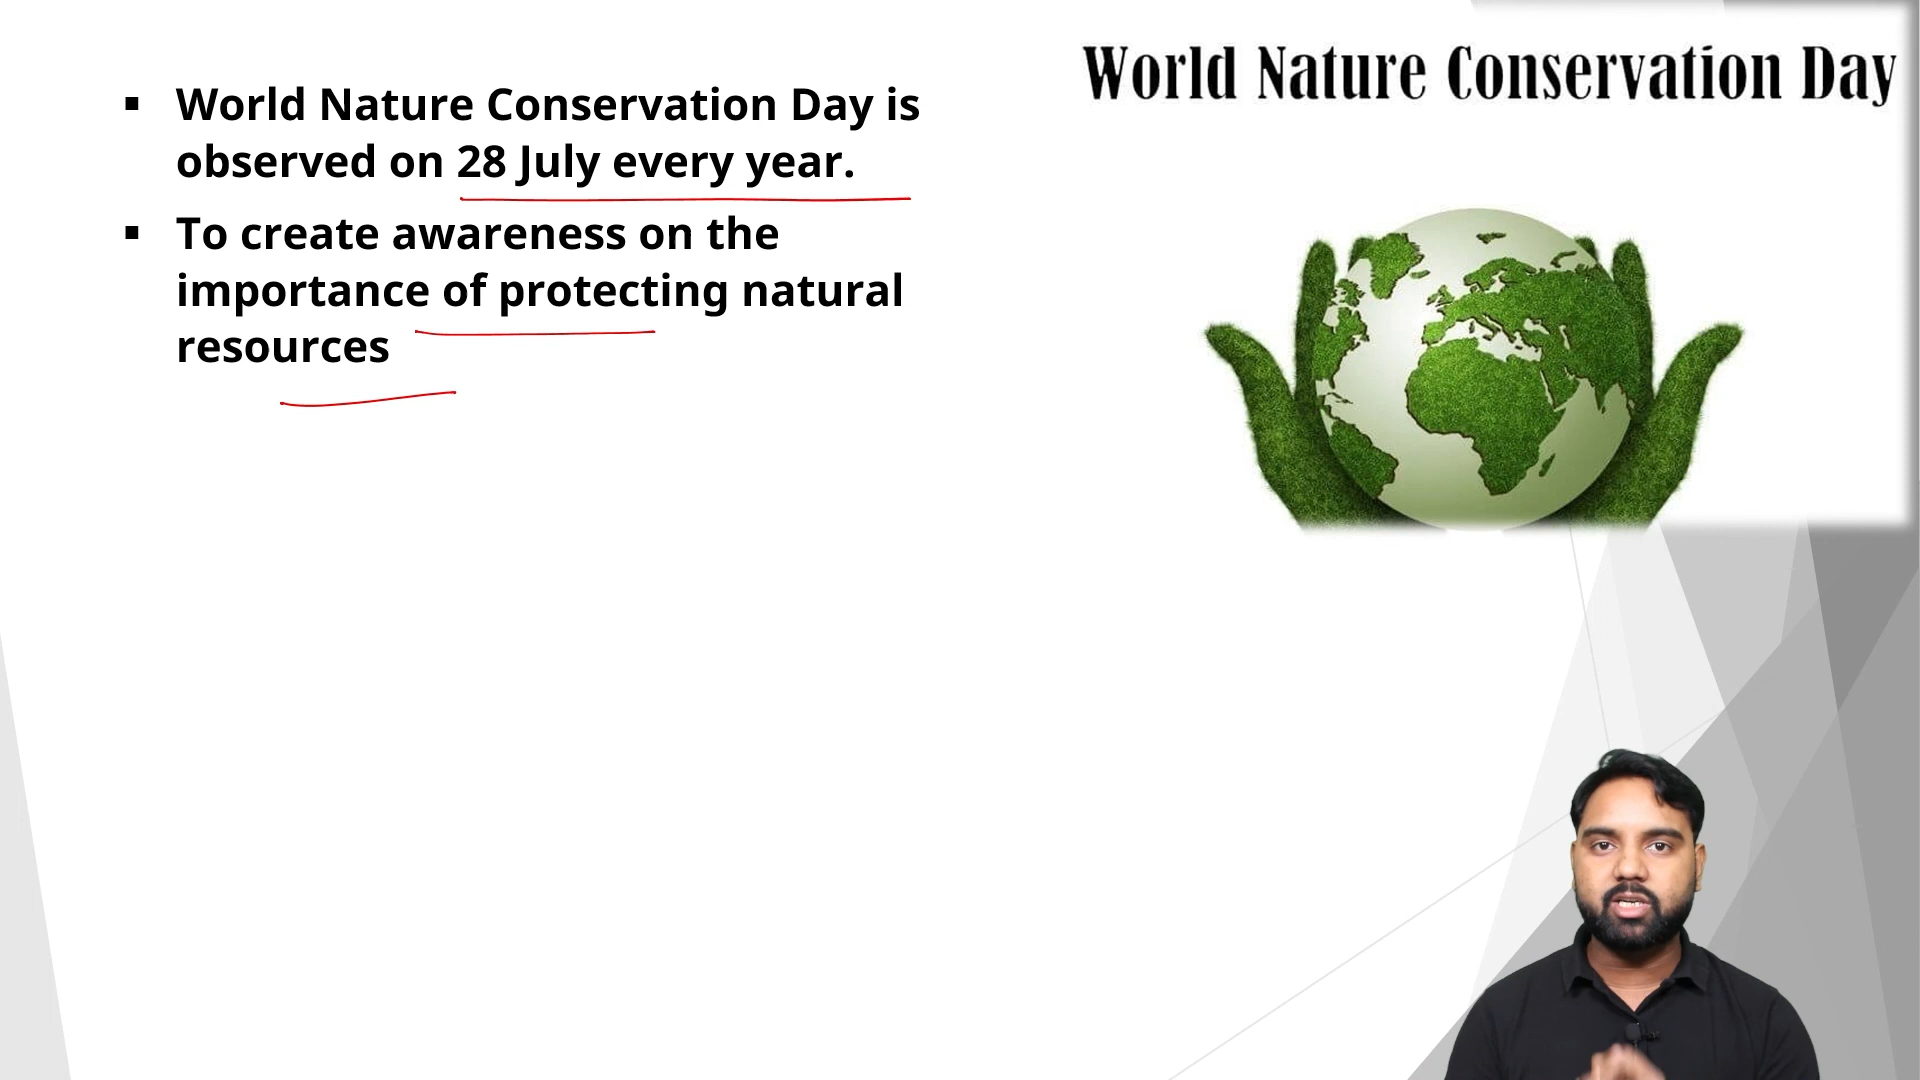 World Nature Conservation Day
▪ World Nature Conservation Day is
observed on 28 July every year.
▪ To create awareness on the
importance of protecting natural
resources